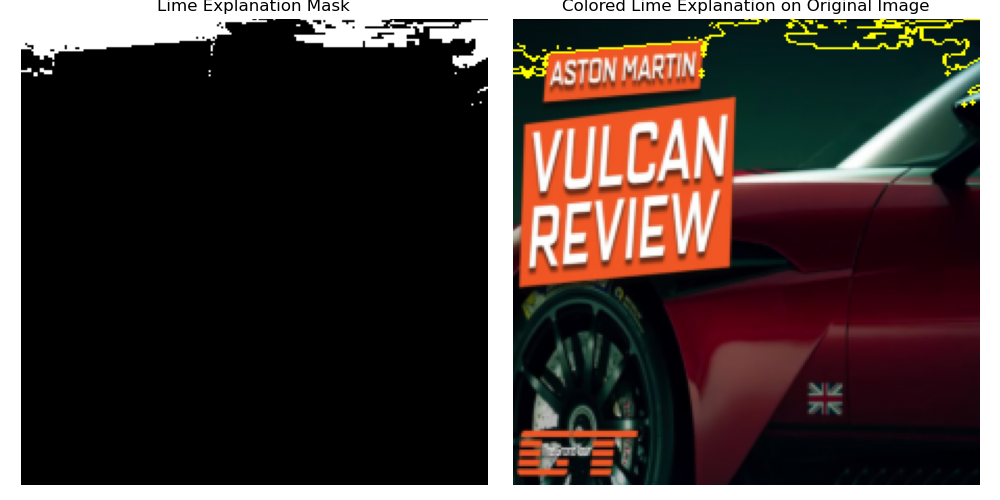 Lime Explanation Mask
Colored Lime Explanation on Original Image
ASTON MARTIN
VULCAN
REVIEW